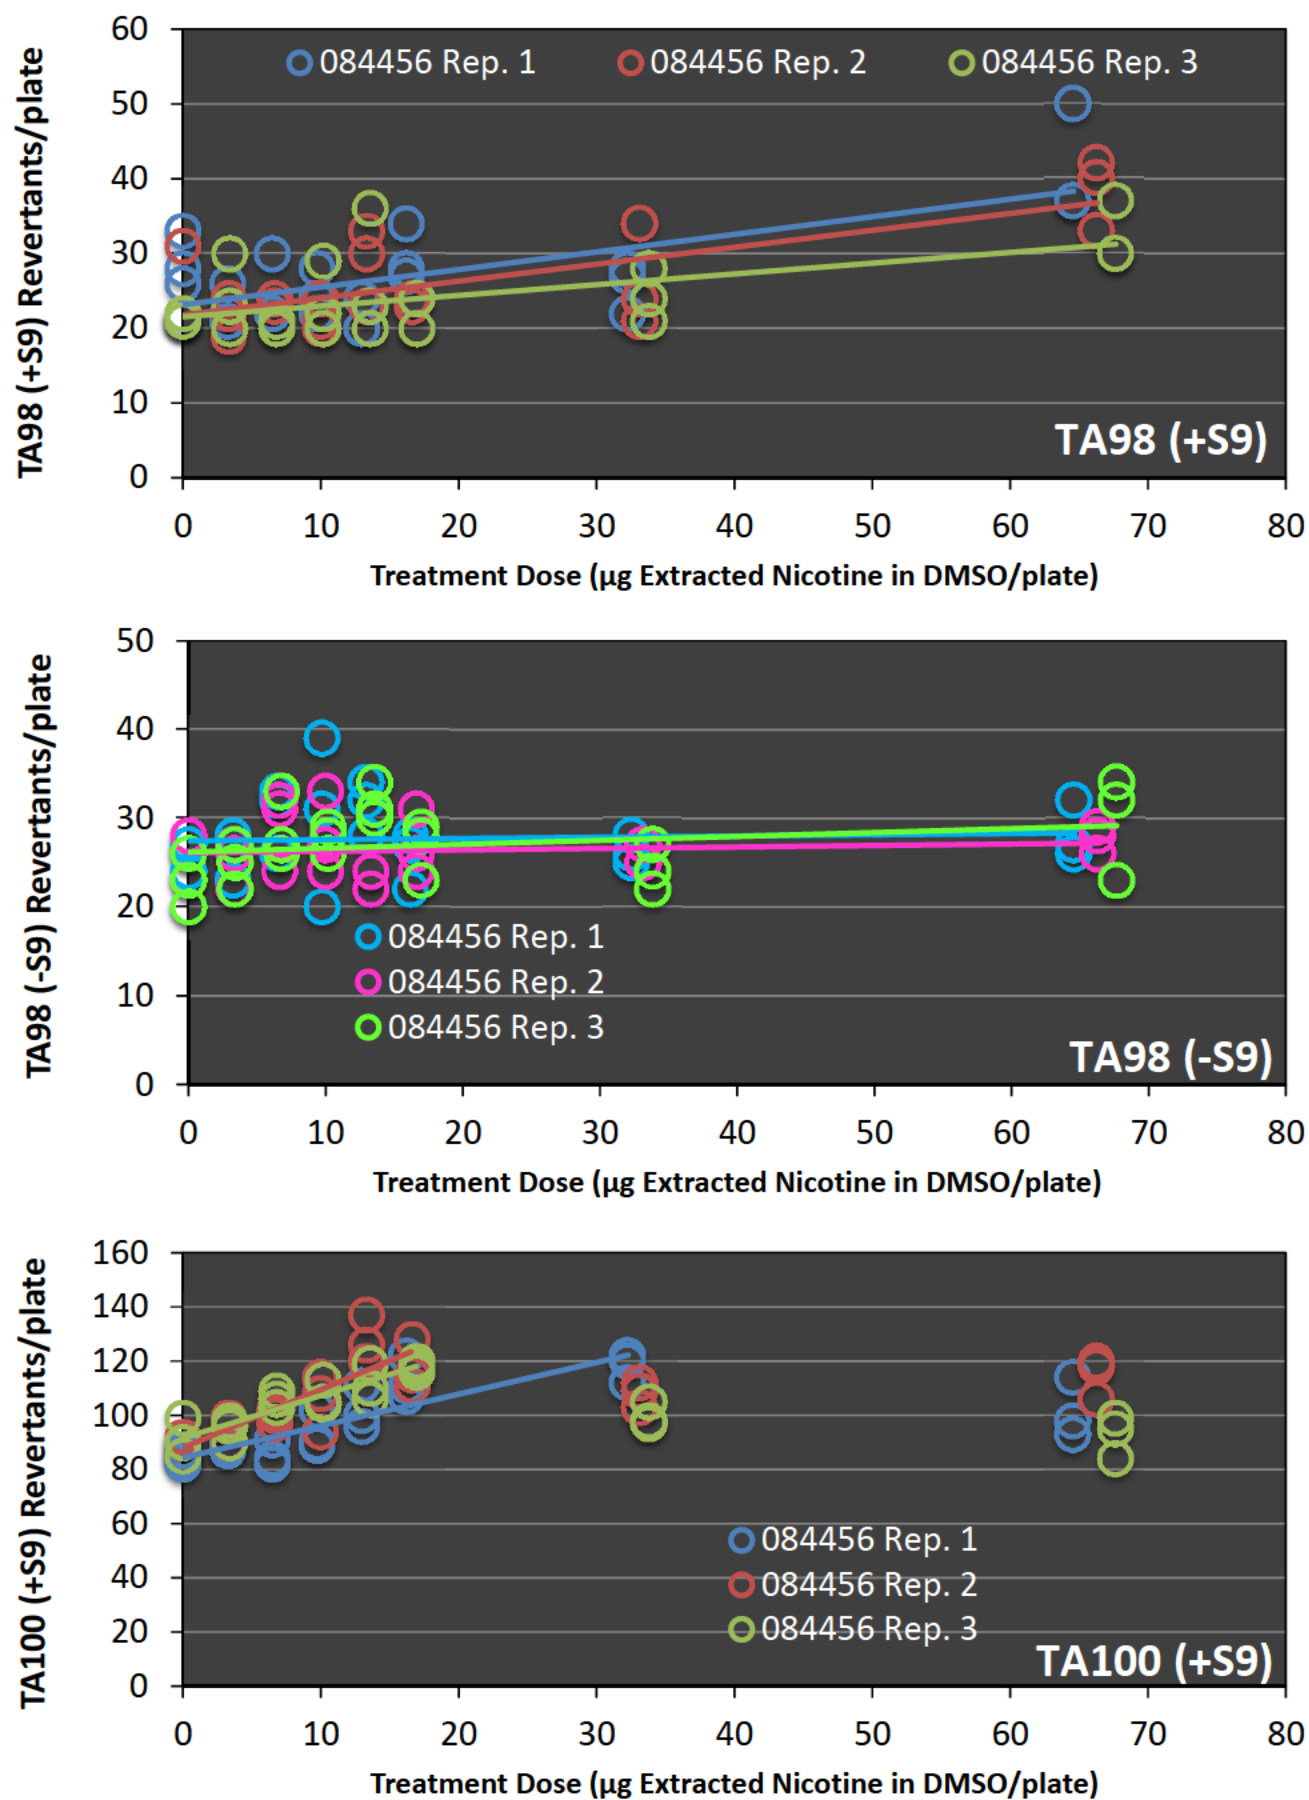 TA98 (+S9) Revertants/plate
60
084456 Rep. 1 084456 Rep. 2 084456 Rep. 3
50
40
30
20
10
TA98 (+S9)
0
0 10 20 30 40 50 60 70 80
Treatment Dose (µg Extracted Nicotine in DMSO/plate)
TA98 (-S9) Revertants/plate
50
40
30
20
084456 Rep. 1
084456 Rep. 2
10
084456 Rep. 3
TA98 (-S9)
0
0 10 20 30 40 50 60 70 80
Treatment Dose (µg Extracted Nicotine in DMSO/plate)
TA100 (+S9) Revertants/plate
160
140
120
100
80
60
084456 Rep. 1
40
084456 Rep. 2
20
084456 Rep. 3
TA100 (+S9)
0
0 10 20 30 40 50 60 70 80
Treatment Dose (µg Extracted Nicotine in DMSO/plate)